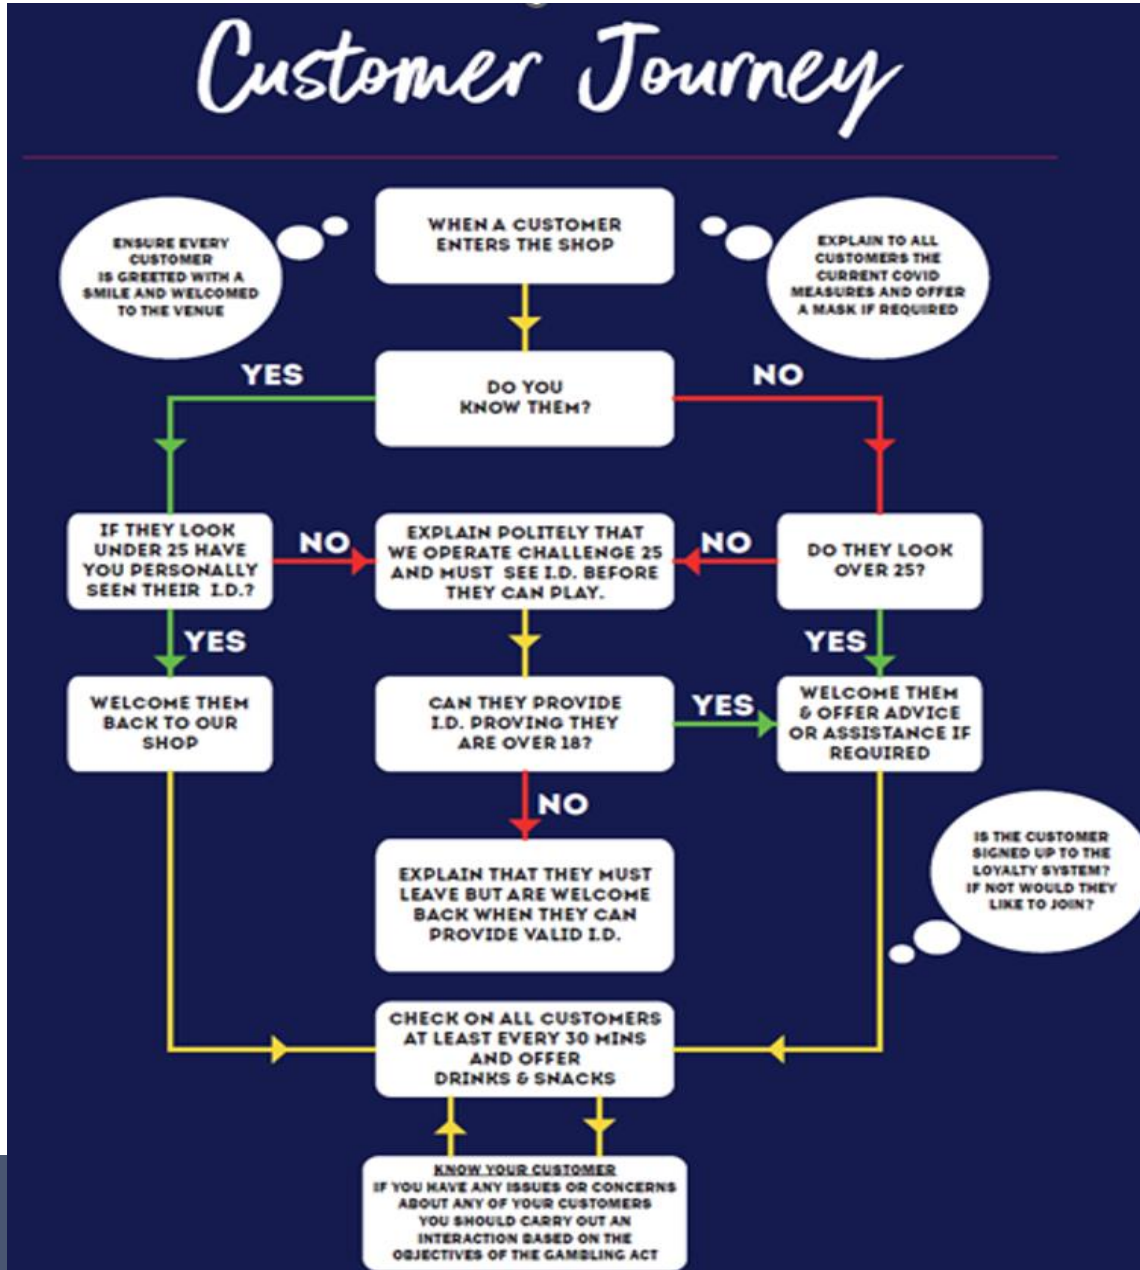 Customer Journey
ENSURE EVERY
CUSTOMER
IS GREETED WITH A
SMILE AND WELCOMED
TO THE VENUE
WHEN A CUSTOMER
ENTERS THE SHOP
EXPLAIN TO ALL
CUSTOMERS THE
CURRENT COVID
MEASURES AND OFFER
A MASK IF REQUIRED
YES
DO YOU
KNOW THEM?
NO
IF THEY LOOK
UNDER 25 HAVE
YOU PERSONALLY
SEEN THEIR I.D.?
NO
EXPLAIN POLITELY THAT
WE OPERATE CHALLENGE 25
AND MUST SEE I.D. BEFORE
THEY CAN PLAY.
NO
DO THEY LOOK
OVER 25?
YES
YES
WELCOME THEM
BACK TO OUR
SHOP
CAN THEY PROVIDE
I.D. PROVING THEY
ARE OVER 18?
YES
WELCOME THEM
& OFFER ADVICE
OR ASSISTANCE IF
REQUIRED
NO
EXPLAIN THAT THEY MUST
LEAVE BUT ARE WELCOME
BACK WHEN THEY CAN
PROVIDE VALID I.D.
IS THE CUSTOMER
SIGNED UP TO THE
LOYALTY SYSTEM?
IF NOT WOULD THEY
LIKE TO JOIN?
CHECK ON ALL CUSTOMERS
AT LEAST EVERY 30 MINS
AND OFFER
DRINKS & SNACKS
KNOW YOUR CUSTOMER
IF YOU HAVE ANY ISSUES OR CONCERNS
ABOUT ANY OF YOUR CUSTOMERS
YOU SHOULD CARRY OUT AN
INTERACTION BASED ON THE
OBJECTIVES OF THE GAMBLING ACT